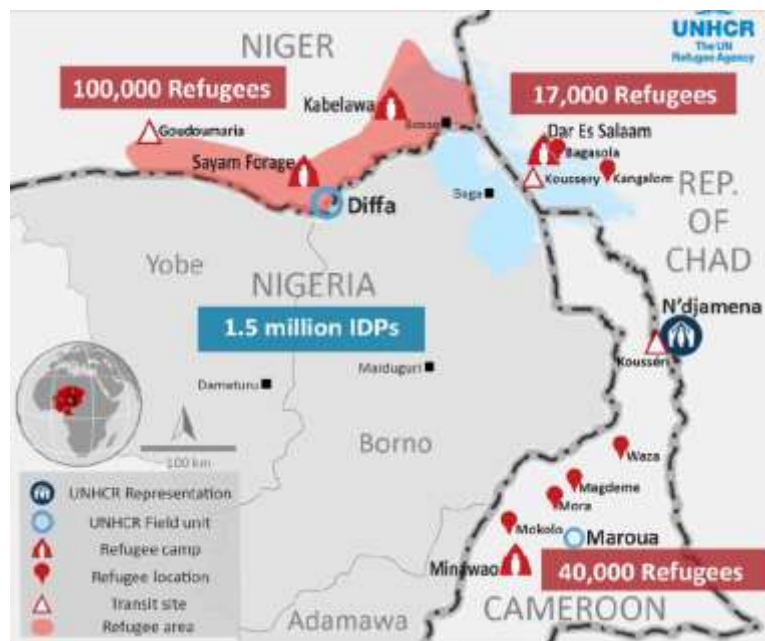 UNHCR
The UN
Refugee Agency
NIGER
100,000 Refugees
17,000 Refugees
Kabelawa
Goudoumaria
Bosso
Dar Es Salaam
Bagasola
Sayam Forage
Koussery
Kangalom
Baga
REP.
OF
CHAD
Diffa
Yobe
NIGERIA
N'djamena
1.5 million IDPs
Kousséri
Maiduguri
Damaturu
Borno
Waza
100 km
Magdeme
Mora
UNHCR Representation
UNHCR Field unit
Mokolo
Maroua
Refugee camp
Minawao
40,000 Refugees
Refugee location
Transit site
Adamawa
CAMEROON
Refugee area